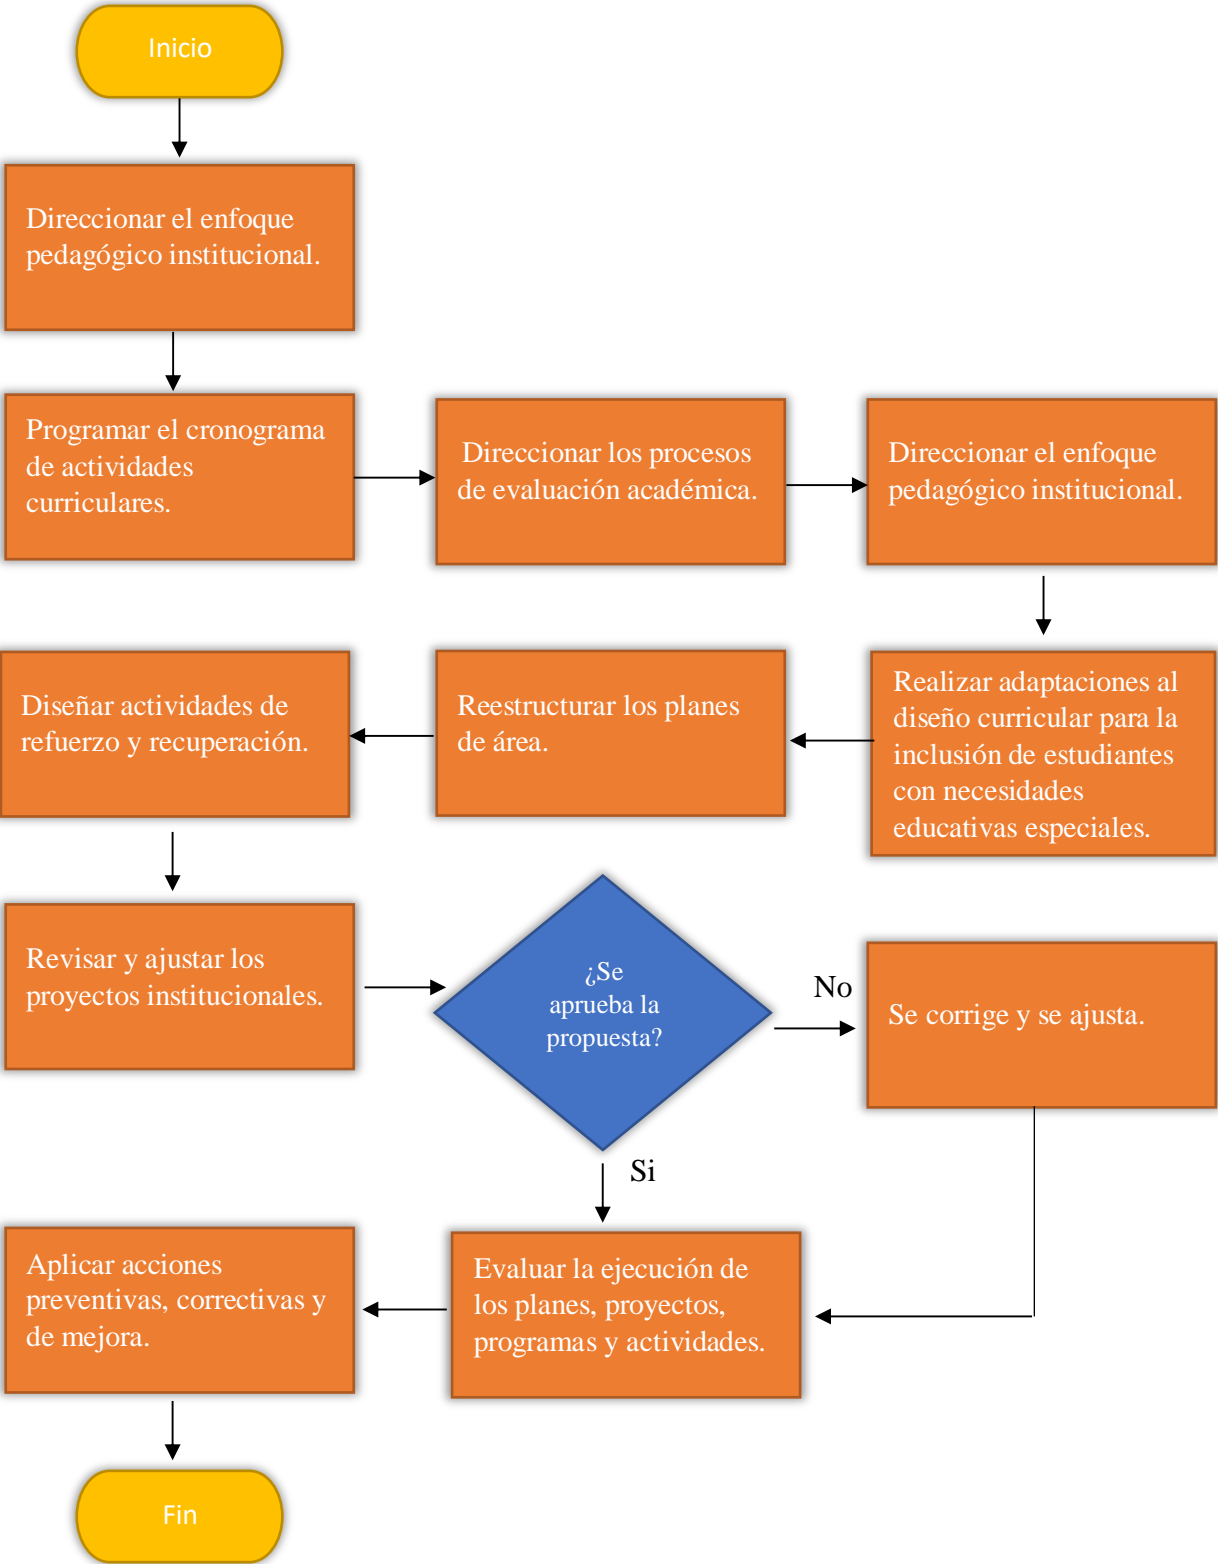 Inicio
Direccionar el enfoque
pedagógico institucional.
Programar el cronograma
de actividades
curriculares.
Direccionar los procesos
de evaluación académica.
Direccionar el enfoque
pedagógico institucional.
Realizar adaptaciones al
diseño curricular para la
inclusión de estudiantes
con necesidades
educativas especiales.
Reestructurar los planes
de área.
Diseñar actividades de
refuerzo y recuperación.
Revisar y ajustar los
proyectos institucionales.
¿Se
aprueba la
propuesta?
No
Se corrige y se ajusta.
Si
Evaluar la ejecución de
los planes, proyectos,
programas y actividades.
Aplicar acciones
preventivas, correctivas y
de mejora.
Fin